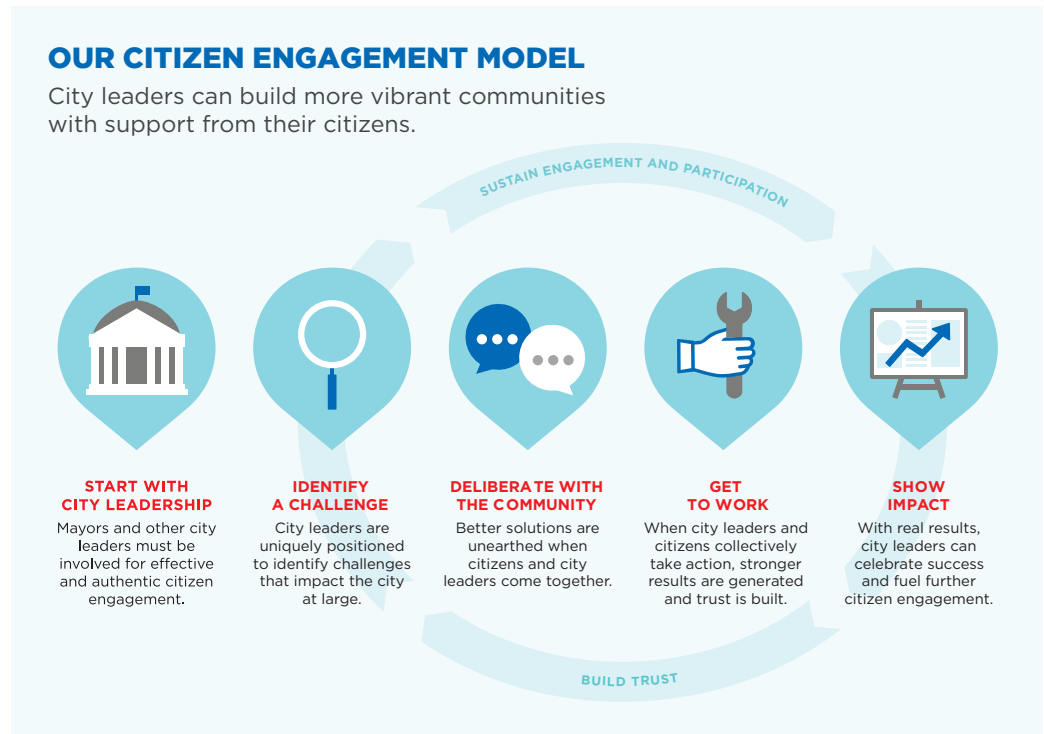 OUR CITIZEN ENGAGEMENT MODEL
City leaders can build more vibrant communities
with support from their citizens.
SUSTAIN ENGAGEMENT AND PARTICIPATION
START WITH
CITY LEADERSHIP
Mayors and other city
leaders must be
involved for effective
and authentic citizen
engagement.
IDENTIFY
A CHALLENGE
City leaders are
uniquely positioned
to identify challenges
that impact the city
at large.
DELIBERATE WITH
THE COMMUNITY
Better solutions are
unearthed when
citizens and city
leaders come together.
GET
TO WORK
When city leaders and
citizens collectively
take action, stronger
results are generated
and trust is built.
SHOW
IMPACT
With real results,
city leaders can
celebrate success
and fuel further
citizen engagement.
BUILD TRUST